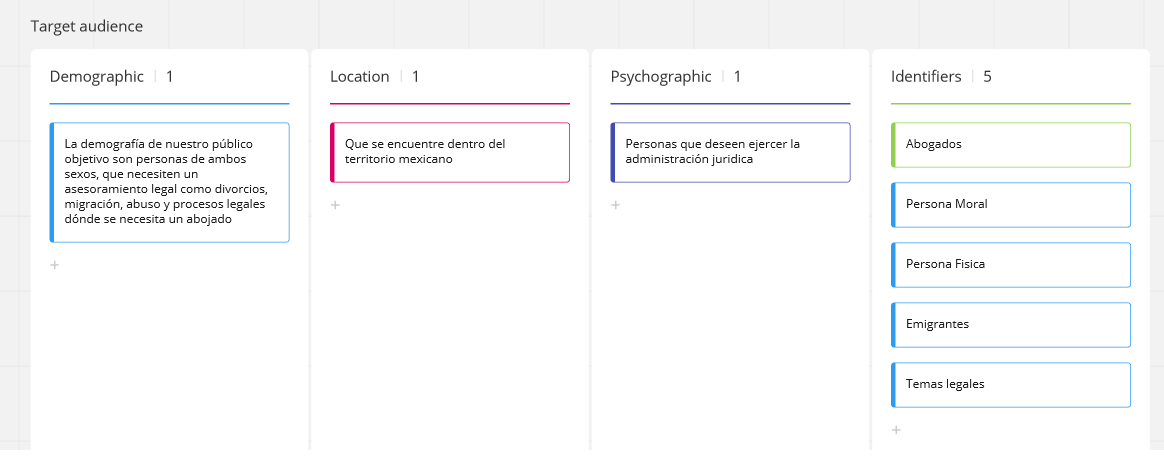 Target audience
Demographic | 1
La demografía de nuestro público
objetivo son personas de ambos
sexos, que necesiten un
asesoramiento legal como divorcios,
migración, abuso y procesos legales
dónde se necesita un abojado
+
Location | 1
Que se encuentre dentro del
territorio mexicano
+
Psychographic | 1
Personas que deseen ejercer la
administración juridica
+
Identifiers | 5
Abogados
Persona Moral
Persona Fisica
Emigrantes
Temas legales
+